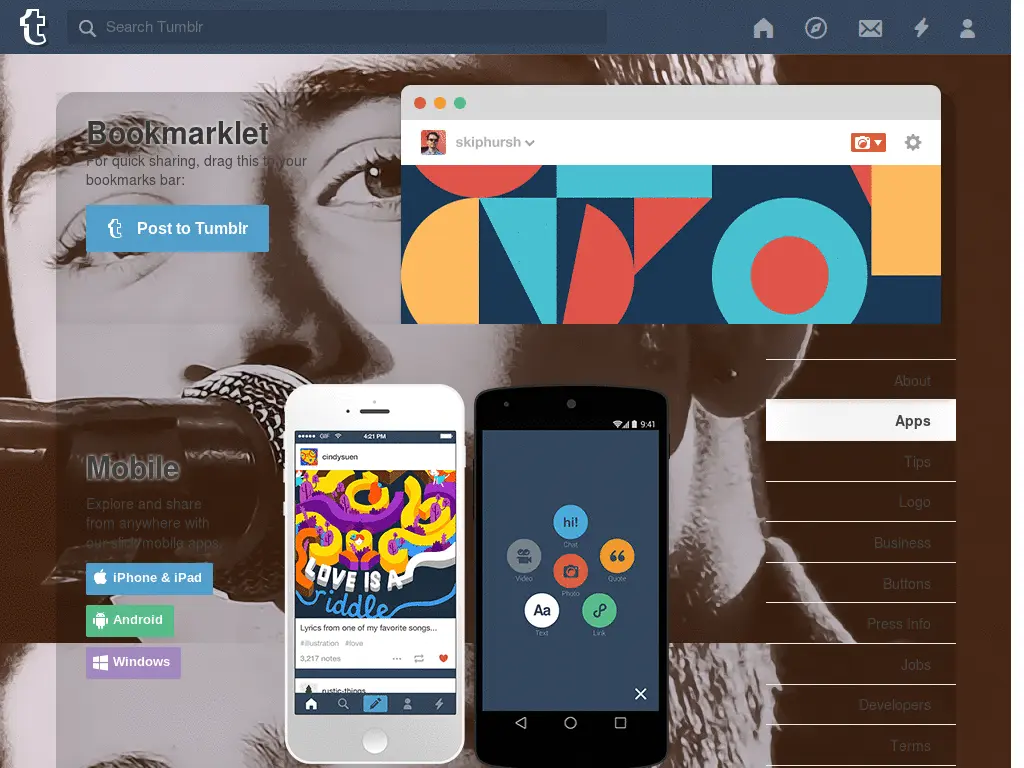 Search Tumblr
Bookmarklet
For quick sharing, drag this to your
bookmarks bar:
Post to Tumblr
skiphursh
About
Apps
Tips
Logo
Business
Buttons
Press Info
Jobs
Developers
Terms
Mobile
Explore and share
from anywhere with
our slick mobile apps.
iPhone & iPad
Android
Windows
GIF
4:21 PM
cindysuen
LOVE IS A
riddle
Lyrics from one of my favorite songs...
#illustration #love
3,217 notes
rustic-things
9:41
hi!
Chat
Video
Quote
Photo
Aa
Text
Link